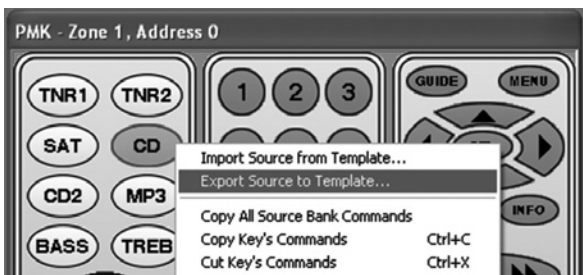 PMK - Zone 1, Address 0
TNR1 TNR2 1 2 3 GUIDE MENU
SAT CD
Import Source from Template...
Export Source to Template...
CD2 MP3 INFO
Copy All Source Bank Commands
BASS TREB Copy Key's Commands Ctrl+C
Cut Key's Commands Ctrl+X